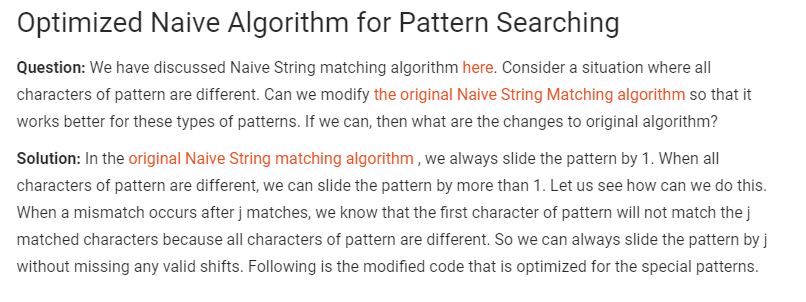 Optimized Naive Algorithm for Pattern Searching
Question: We have discussed Naive String matching algorithm here. Consider a situation where all
characters of pattern are different. Can we modify the original Naive String Matching algorithm so that it
works better for these types of patterns. If we can, then what are the changes to original algorithm?
Solution: In the original Naive String matching algorithm , we always slide the pattern by 1. When all
characters of pattern are different, we can slide the pattern by more than 1. Let us see how can we do this.
When a mismatch occurs after j matches, we know that the first character of pattern will not match the j
matched characters because all characters of pattern are different. So we can always slide the pattern by j
without missing any valid shifts. Following is the modified code that is optimized for the special patterns.